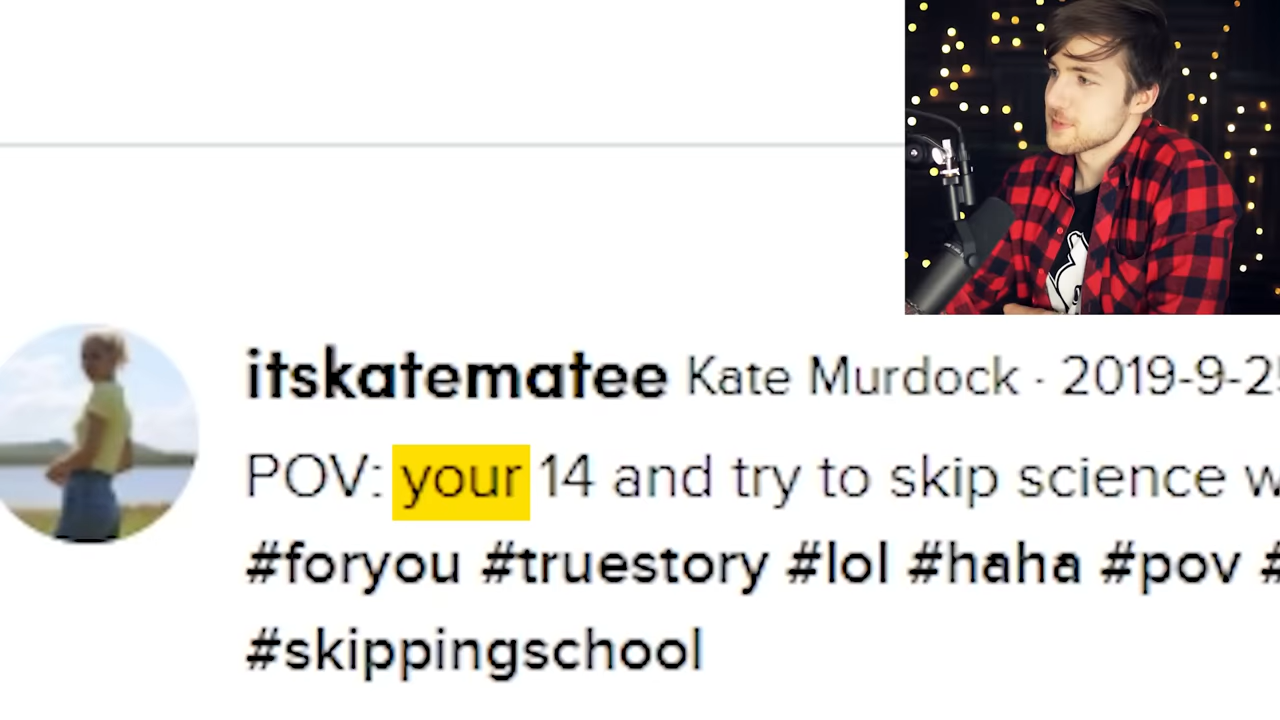 itskatematee Kate Murdock · 2019-9-2
POV: your 14 and try to skip science
#foryou #truestory #lol #haha #pov #
#skippingschool